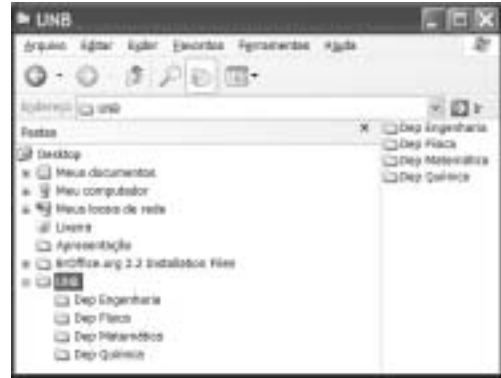 UNB
Arquivo Editar Exibir Favoritos Ferramentas Ajuda
Endereço UNB Ir
Pastas
Desktop
Meus documentos
Meu computador
Meus locais de rede
Lixeira
Apresentação
BrOffice.org 2.2 Installation Files
UNB
Dep Engenharia
Dep Física
Dep Matemática
Dep Química
Dep Engenharia
Dep Física
Dep Matemática
Dep Química